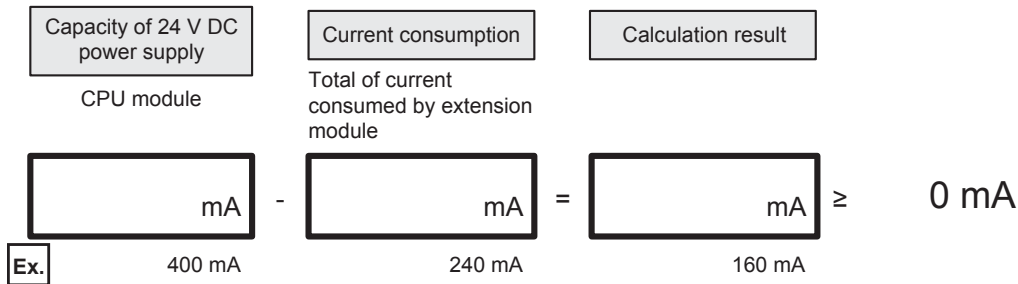 Capacity of 24 V DC
power supply
Current consumption
Calculation result
CPU module
Total of current
consumed by extension
module
mA - mA = mA ≥ 0 mA
Ex. 400 mA 240 mA 160 mA